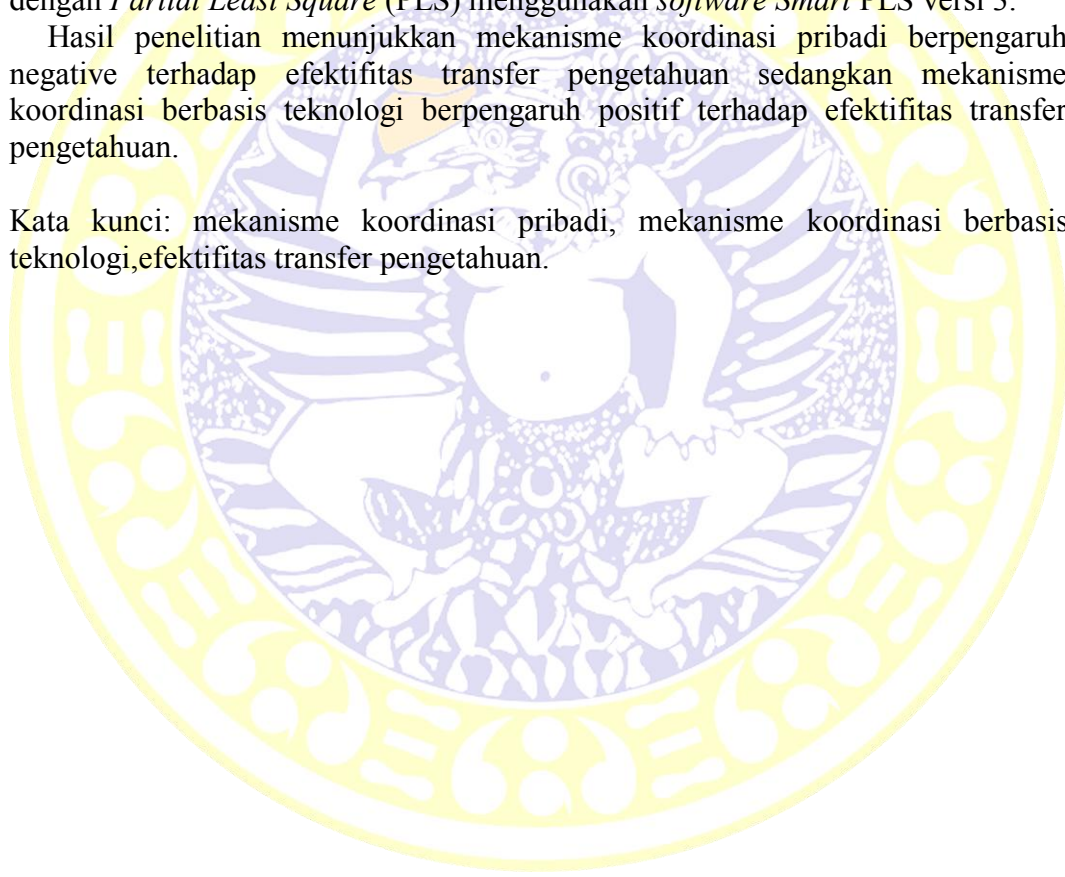 dengan Partial Least Square (PLS) menggunakan software Smart PLS versi 3.
Hasil penelitian menunjukkan mekanisme koordinasi pribadi berpengaruh
negative terhadap efektifitas transfer pengetahuan sedangkan mekanisme
koordinasi berbasis teknologi berpengaruh positif terhadap efektifitas transfer
pengetahuan.
Kata kunci: mekanisme koordinasi pribadi, mekanisme koordinasi berbasis
teknologi,efektifitas transfer pengetahuan.